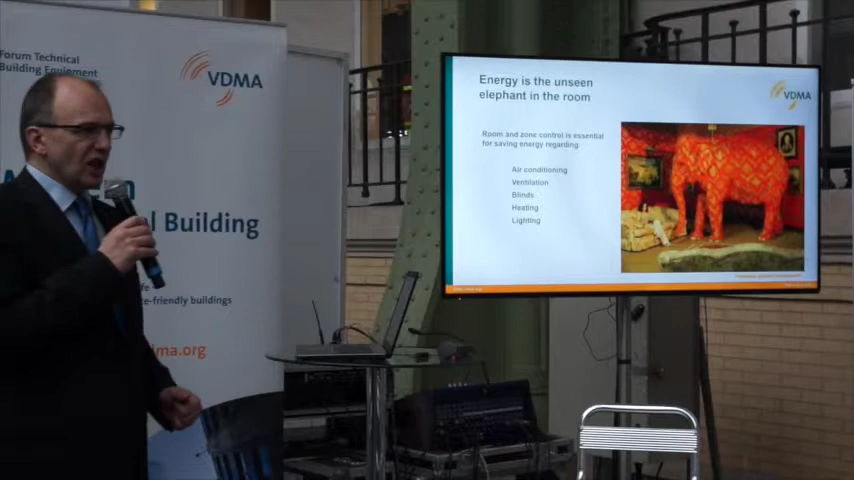 Forum Technical
Building Equipment
VDMA
l Building
te-friendly buildings
ma.org
Energy is the unseen
elephant in the room
VDMA
Room and zone control is essential
for saving energy regarding
Air conditioning
Ventilation
Blinds
Heating
Lighting